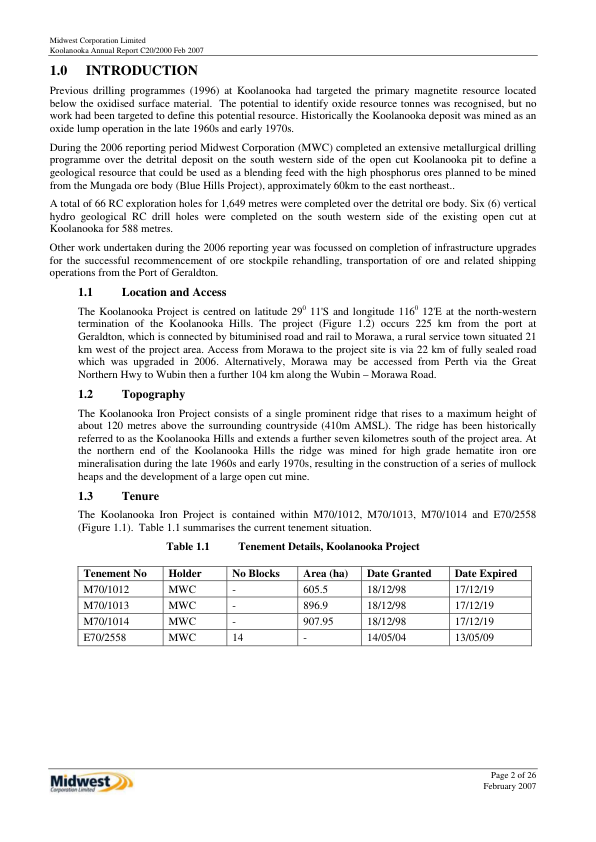 Midwest Corporation Limited
Koolanooka Annual Report C20/2000 Feb 2007
1.0 INTRODUCTION
Previous drilling programmes (1996) at Koolanooka had targeted the primary magnetite resource located
below the oxidised surface material. The potential to identify oxide resource tonnes was recognised, but no
work had been targeted to define this potential resource. Historically the Koolanooka deposit was mined as an
oxide lump operation in the late 1960s and early 1970s.
During the 2006 reporting period Midwest Corporation (MWC) completed an extensive metallurgical drilling
programme over the detrital deposit on the south western side of the open cut Koolanooka pit to define a
geological resource that could be used as a blending feed with the high phosphorus ores planned to be mined
from the Mungada ore body (Blue Hills Project), approximately 60km to the east northeast..
A total of 66 RC exploration holes for 1,649 metres were completed over the detrital ore body. Six (6) vertical
hydro geological RC drill holes were completed on the south western side of the existing open cut at
Koolanooka for 588 metres.
Other work undertaken during the 2006 reporting year was focussed on completion of infrastructure upgrades
for the successful recommencement of ore stockpile rehandling, transportation of ore and related shipping
operations from the Port of Geraldton.
1.1 Location and Access
The Koolanooka Project is centred on latitude 29⁰ 11'S and longitude 116⁰ 12'E at the north-western
termination of the Koolanooka Hills. The project (Figure 1.2) occurs 225 km from the port at
Geraldton, which is connected by bituminised road and rail to Morawa, a rural service town situated 21
km west of the project area. Access from Morawa to the project site is via 22 km of fully sealed road
which was upgraded in 2006. Alternatively, Morawa may be accessed from Perth via the Great
Northern Hwy to Wubin then a further 104 km along the Wubin – Morawa Road.
1.2 Topography
The Koolanooka Iron Project consists of a single prominent ridge that rises to a maximum height of
about 120 metres above the surrounding countryside (410m AMSL). The ridge has been historically
referred to as the Koolanooka Hills and extends a further seven kilometres south of the project area. At
the northern end of the Koolanooka Hills the ridge was mined for high grade hematite iron ore
mineralisation during the late 1960s and early 1970s, resulting in the construction of a series of mullock
heaps and the development of a large open cut mine.
1.3 Tenure
The Koolanooka Iron Project is contained within M70/1012, M70/1013, M70/1014 and E70/2558
(Figure 1.1). Table 1.1 summarises the current tenement situation.
Table 1.1 Tenement Details, Koolanooka Project
Tenement No Holder No Blocks Area (ha) Date Granted Date Expired
M70/1012 MWC - 605.5 18/12/98 17/12/19
M70/1013 MWC - 896.9 18/12/98 17/12/19
M70/1014 MWC - 907.95 18/12/98 17/12/19
E70/2558 MWC 14 - 14/05/04 13/05/09
Midwest
Corporation Limited
Page 2 of 26
February 2007